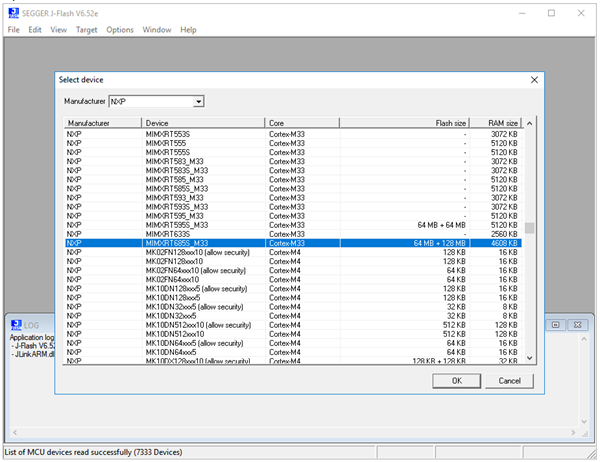 SEGGER J-Flash V6.52e
File Edit View Target Options Window Help
Select device
Manufacturer NXP
Manufacturer Device Core Flash size RAM size
NXP MIMXRT553S Cortex-M33 - 3072 KB
NXP MIMXRT555 Cortex-M33 - 5120 KB
NXP MIMXRT555S Cortex-M33 - 5120 KB
NXP MIMXRT583_M33 Cortex-M33 - 3072 KB
NXP MIMXRT583S_M33 Cortex-M33 - 3072 KB
NXP MIMXRT585_M33 Cortex-M33 - 5120 KB
NXP MIMXRT585S_M33 Cortex-M33 - 5120 KB
NXP MIMXRT593_M33 Cortex-M33 - 3072 KB
NXP MIMXRT593S_M33 Cortex-M33 - 3072 KB
NXP MIMXRT595_M33 Cortex-M33 - 5120 KB
NXP MIMXRT595S_M33 Cortex-M33 64 MB + 64 MB 5120 KB
NXP MIMXRT633S Cortex-M33 - 2560 KB
NXP MIMXRT685S_M33 Cortex-M33 64 MB + 128 MB 4608 KB
NXP MK02FN128xxx10 (allow security) Cortex-M4 128 KB 16 KB
NXP MK02FN128xxx10 Cortex-M4 128 KB 16 KB
NXP MK02FN64xxx10 (allow security) Cortex-M4 64 KB 16 KB
NXP MK02FN64xxx10 Cortex-M4 64 KB 16 KB
NXP MK10DN128xxx5 (allow security) Cortex-M4 128 KB 16 KB
NXP MK10DN128xxx5 Cortex-M4 128 KB 16 KB
NXP MK10DN32xxx5 (allow security) Cortex-M4 32 KB 8 KB
NXP MK10DN32xxx5 Cortex-M4 32 KB 8 KB
NXP MK10DN512xxx10 (allow security) Cortex-M4 512 KB 128 KB
NXP MK10DN512xxx10 Cortex-M4 512 KB 128 KB
NXP MK10DN64xxx5 (allow security) Cortex-M4 64 KB 16 KB
NXP MK10DN64xxx5 Cortex-M4 64 KB 16 KB
NXP MK10DX128xxx10 (allow security) Cortex-M4 128 KB + 128 KB 32 KB
OK Cancel
LOG
Application log
- J-Flash V6.52
- JLinkARM.dl
List of MCU devices read successfully (7333 Devices)